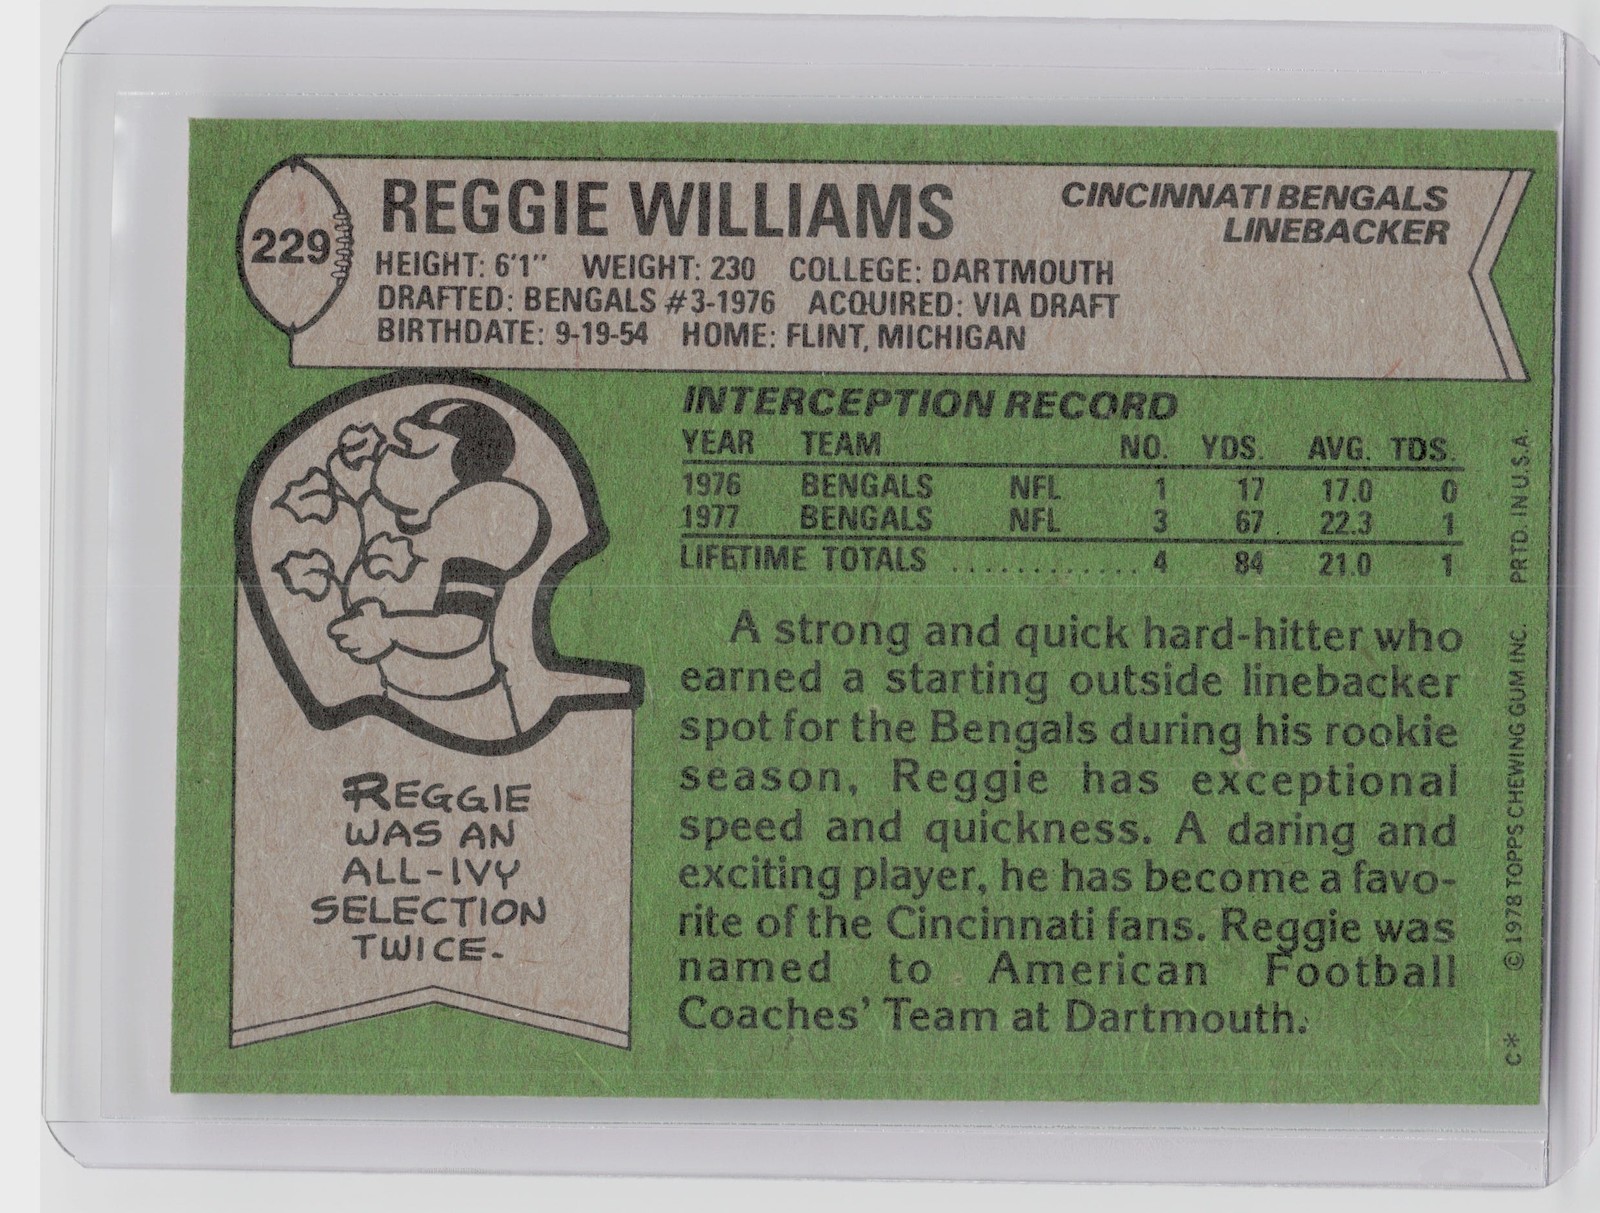 229
REGGIE WILLIAMS
CINCINNATI BENGALS
LINEBACKER
HEIGHT: 6'1" WEIGHT: 230 COLLEGE: DARTMOUTH
DRAFTED: BENGALS #3-1976 ACQUIRED: VIA DRAFT
BIRTHDATE: 9-19-54 HOME: FLINT, MICHIGAN
REGGIE
WAS AN
ALL-IVY
SELECTION
TWICE.
INTERCEPTION RECORD
YEAR TEAM NO. YDS. AVG. TDS.
1976 BENGALS NFL 1 17 17.0 0
1977 BENGALS NFL 3 67 22.3 1
LIFETIME TOTALS ............ 4 84 21.0 1
A strong and quick hard-hitter who
earned a starting outside linebacker
spot for the Bengals during his rookie
season, Reggie has exceptional
speed and quickness. A daring and
exciting player, he has become a favo-
rite of the Cincinnati fans. Reggie was
named to American Football
Coaches' Team at Dartmouth.
C* © 1978 TOPPS CHEWING GUM INC. PRTD. IN U.S.A.